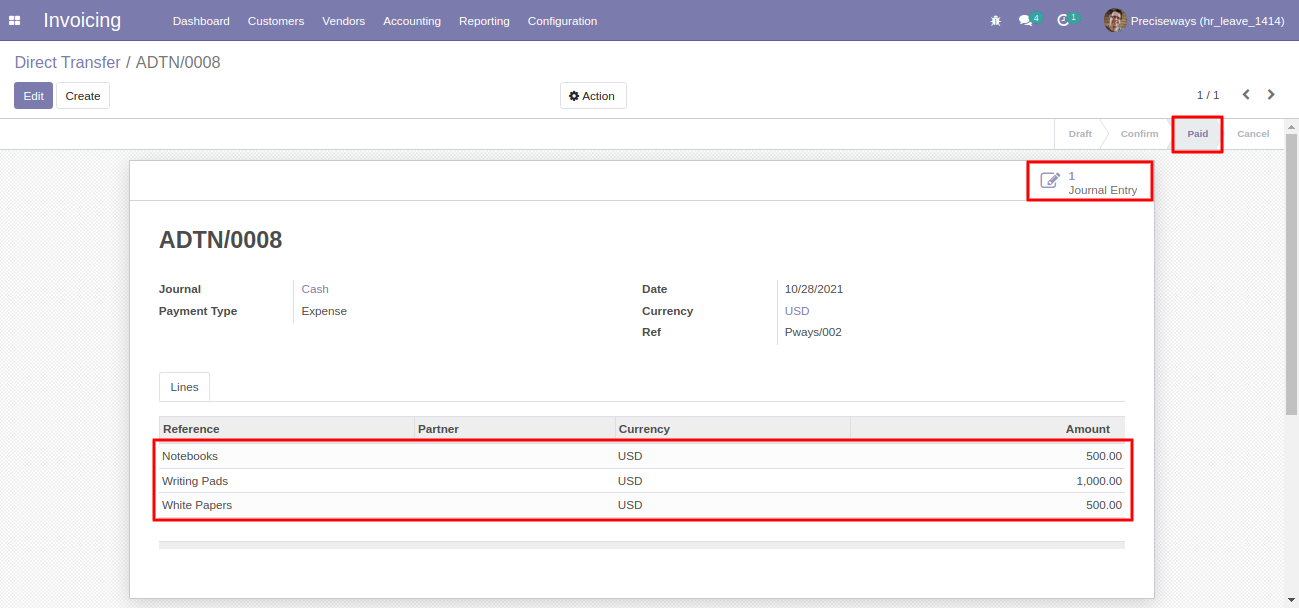 Invoicing Dashboard Customers Vendors Accounting Reporting Configuration 4 1 Preciseways (hr_leave_1414)
Direct Transfer / ADTN/0008
Edit Create Action 1 / 1
Draft Confirm Paid Cancel
1
Journal Entry
ADTN/0008
Journal Cash Date 10/28/2021
Payment Type Expense Currency USD
Ref Pways/002
Lines
Reference Partner Currency Amount
Notebooks USD 500.00
Writing Pads USD 1,000.00
White Papers USD 500.00